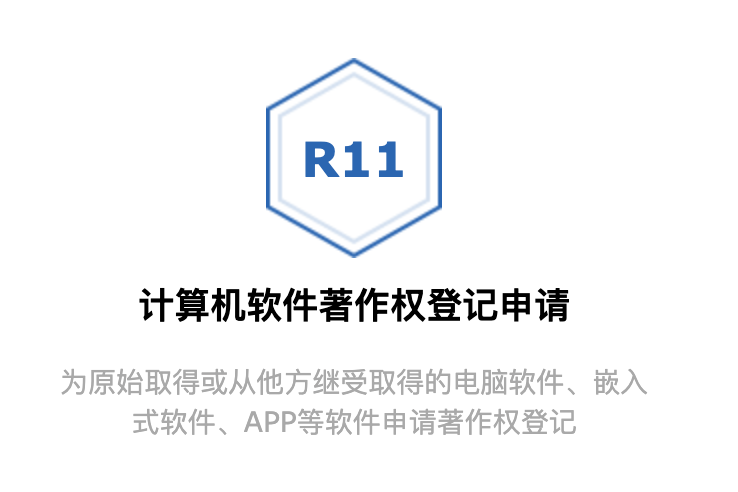 R11
计算机软件著作权登记申请
为原始取得或从他方继受取得的电脑软件、嵌入
式软件、APP等软件申请著作权登记